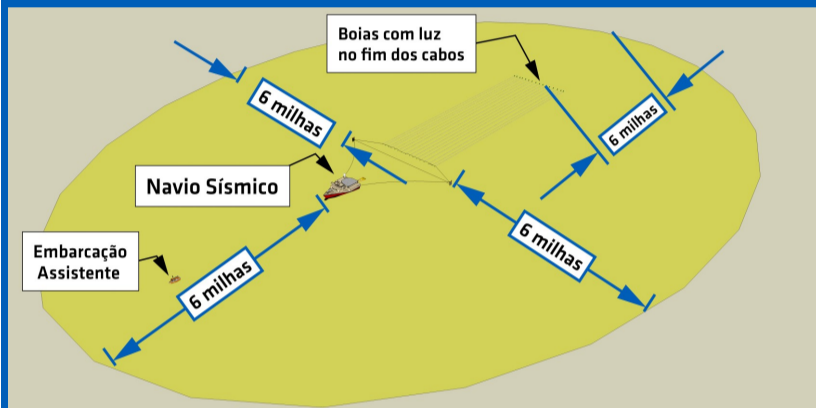 Boias com luz
no fim dos cabos
6 milhas
6 milhas
Navio Sísmico
6 milhas
Embarcação
Assistente
6 milhas